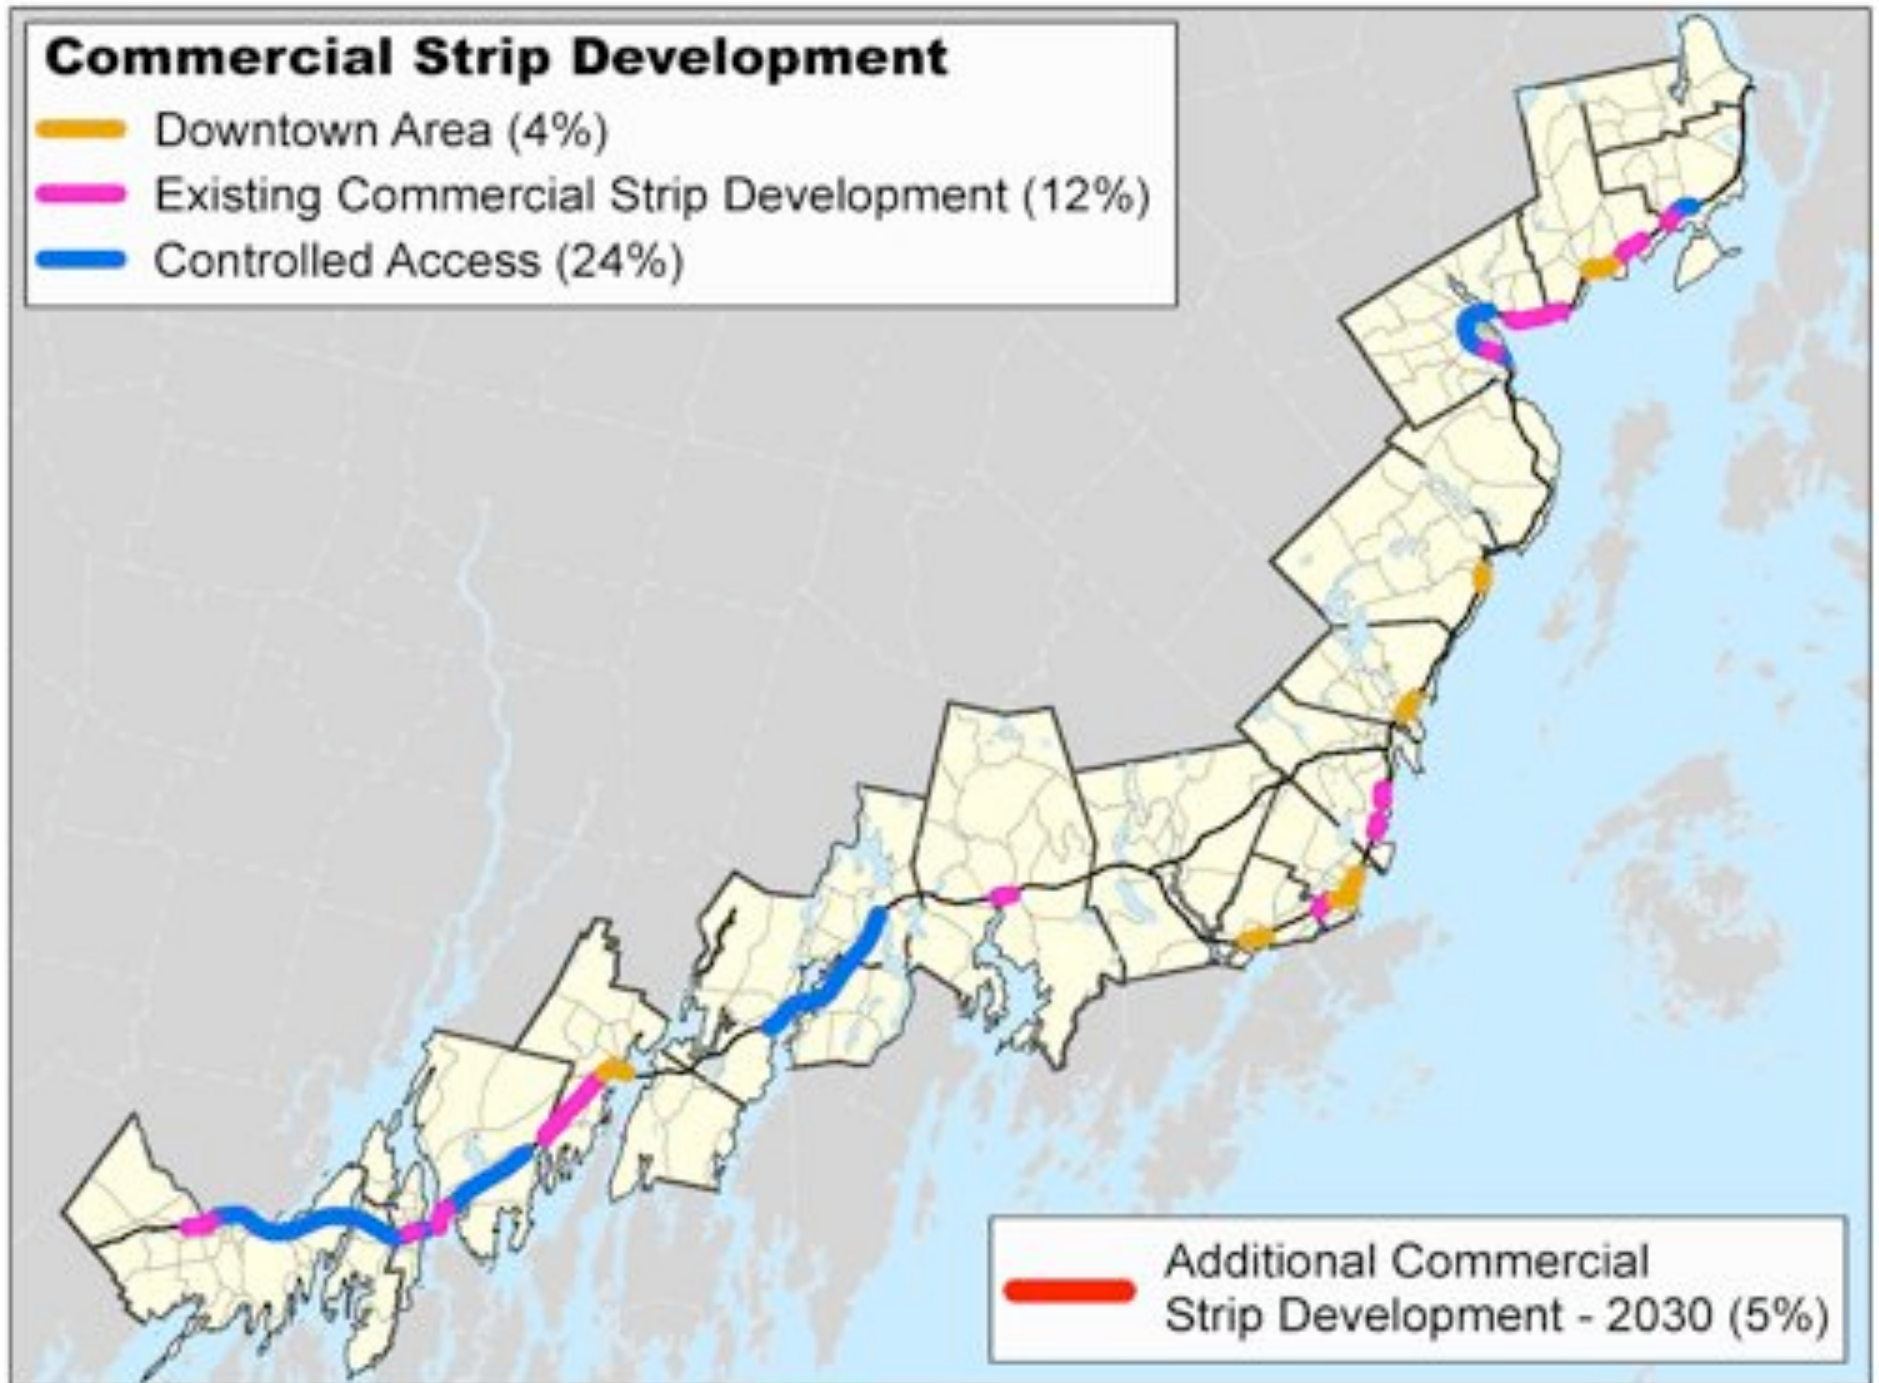 Commercial Strip Development
Downtown Area (4%)
Existing Commercial Strip Development (12%)
Controlled Access (24%)
Additional Commercial
Strip Development - 2030 (5%)